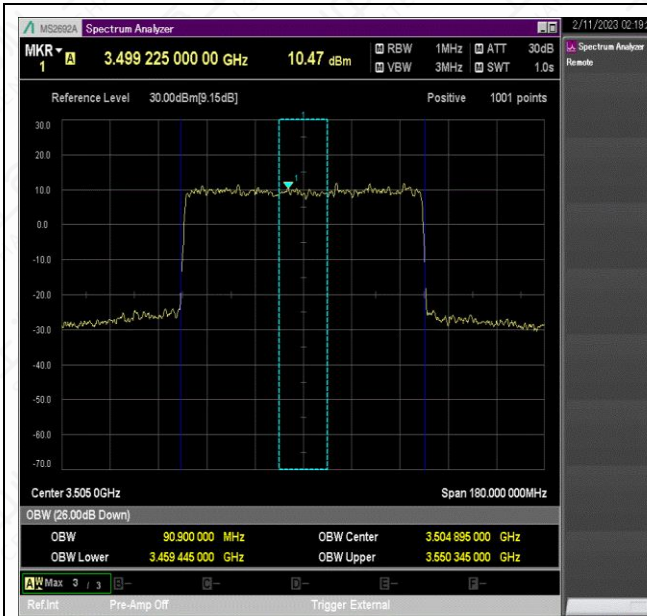 MS2692A Spectrum Analyzer
2/11/2023 02:19:
MKR 1 A 3.499 225 000 00 GHz 10.47 dBm
M RBW 1MHz M ATT 30dB
M VBW 3MHz M SWT 1.0s
Spectrum Analyzer
Remote
Reference Level 30.00dBm[9.15dB] Positive 1001 points
1
30.0
20.0
10.0
1
0.0
-10.0
-20.0
-30.0
-40.0
-50.0
-60.0
-70.0
Center 3.505 0GHz Span 180.000 000MHz
OBW (26.00dB Down)
OBW 90.900 000 MHz OBW Center 3.504 895 000 GHz
OBW Lower 3.459 445 000 GHz OBW Upper 3.550 345 000 GHz
A W Max 3 / 3 B- C- D- E- F-
Ref.Int Pre-Amp Off Trigger External